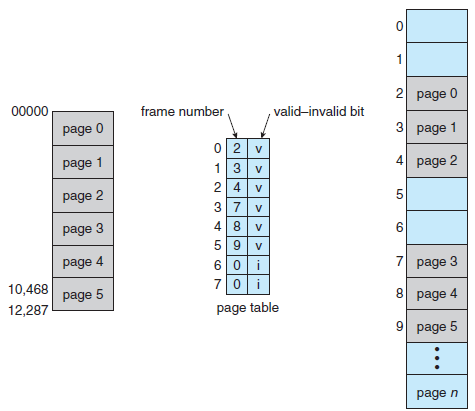 00000
page 0
page 1
page 2
page 3
page 4
page 5
10,468
12,287
frame number
valid–invalid bit
0 2 v
1 3 v
2 4 v
3 7 v
4 8 v
5 9 v
6 0 i
7 0 i
page table
0
1
2 page 0
3 page 1
4 page 2
5
6
7 page 3
8 page 4
9 page 5
page n